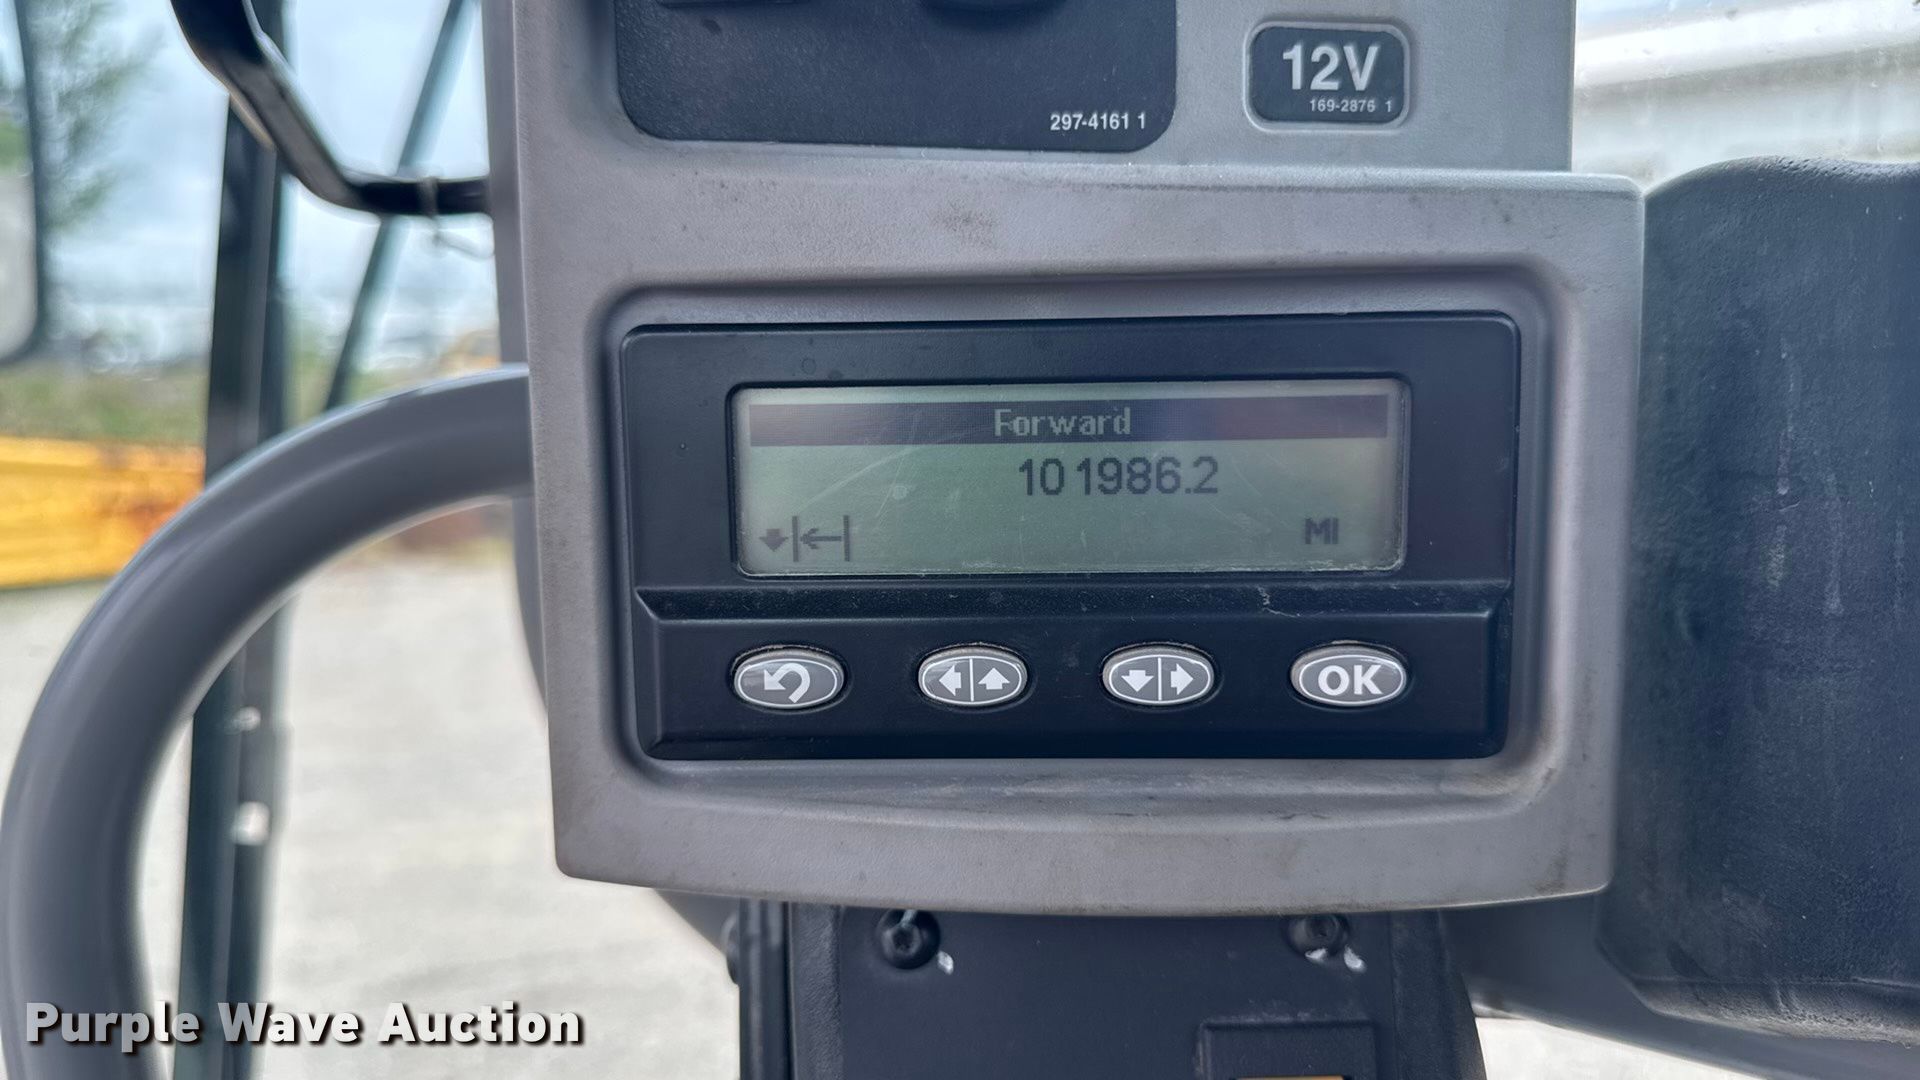 12V
169-2876 1
297-4161 1
Forward
101986.2
MI
OK
Purple Wave Auction